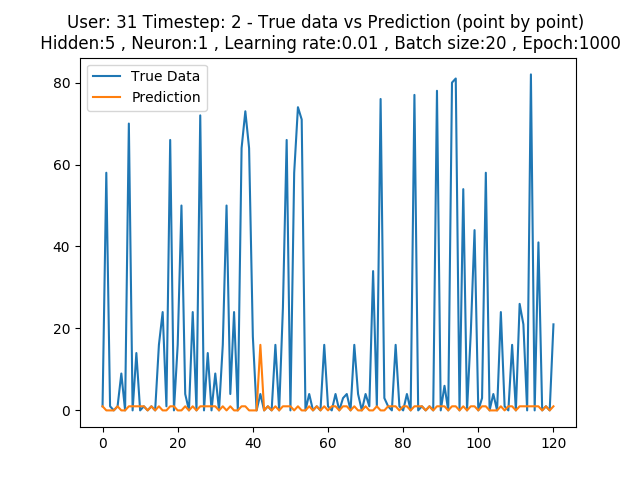 User: 31 Timestep: 2 - True data vs Prediction (point by point)
Hidden:5 , Neuron:1 , Learning rate:0.01 , Batch size:20 , Epoch:1000
True Data
Prediction
80
60
40
20
0
0 20 40 60 80 100 120